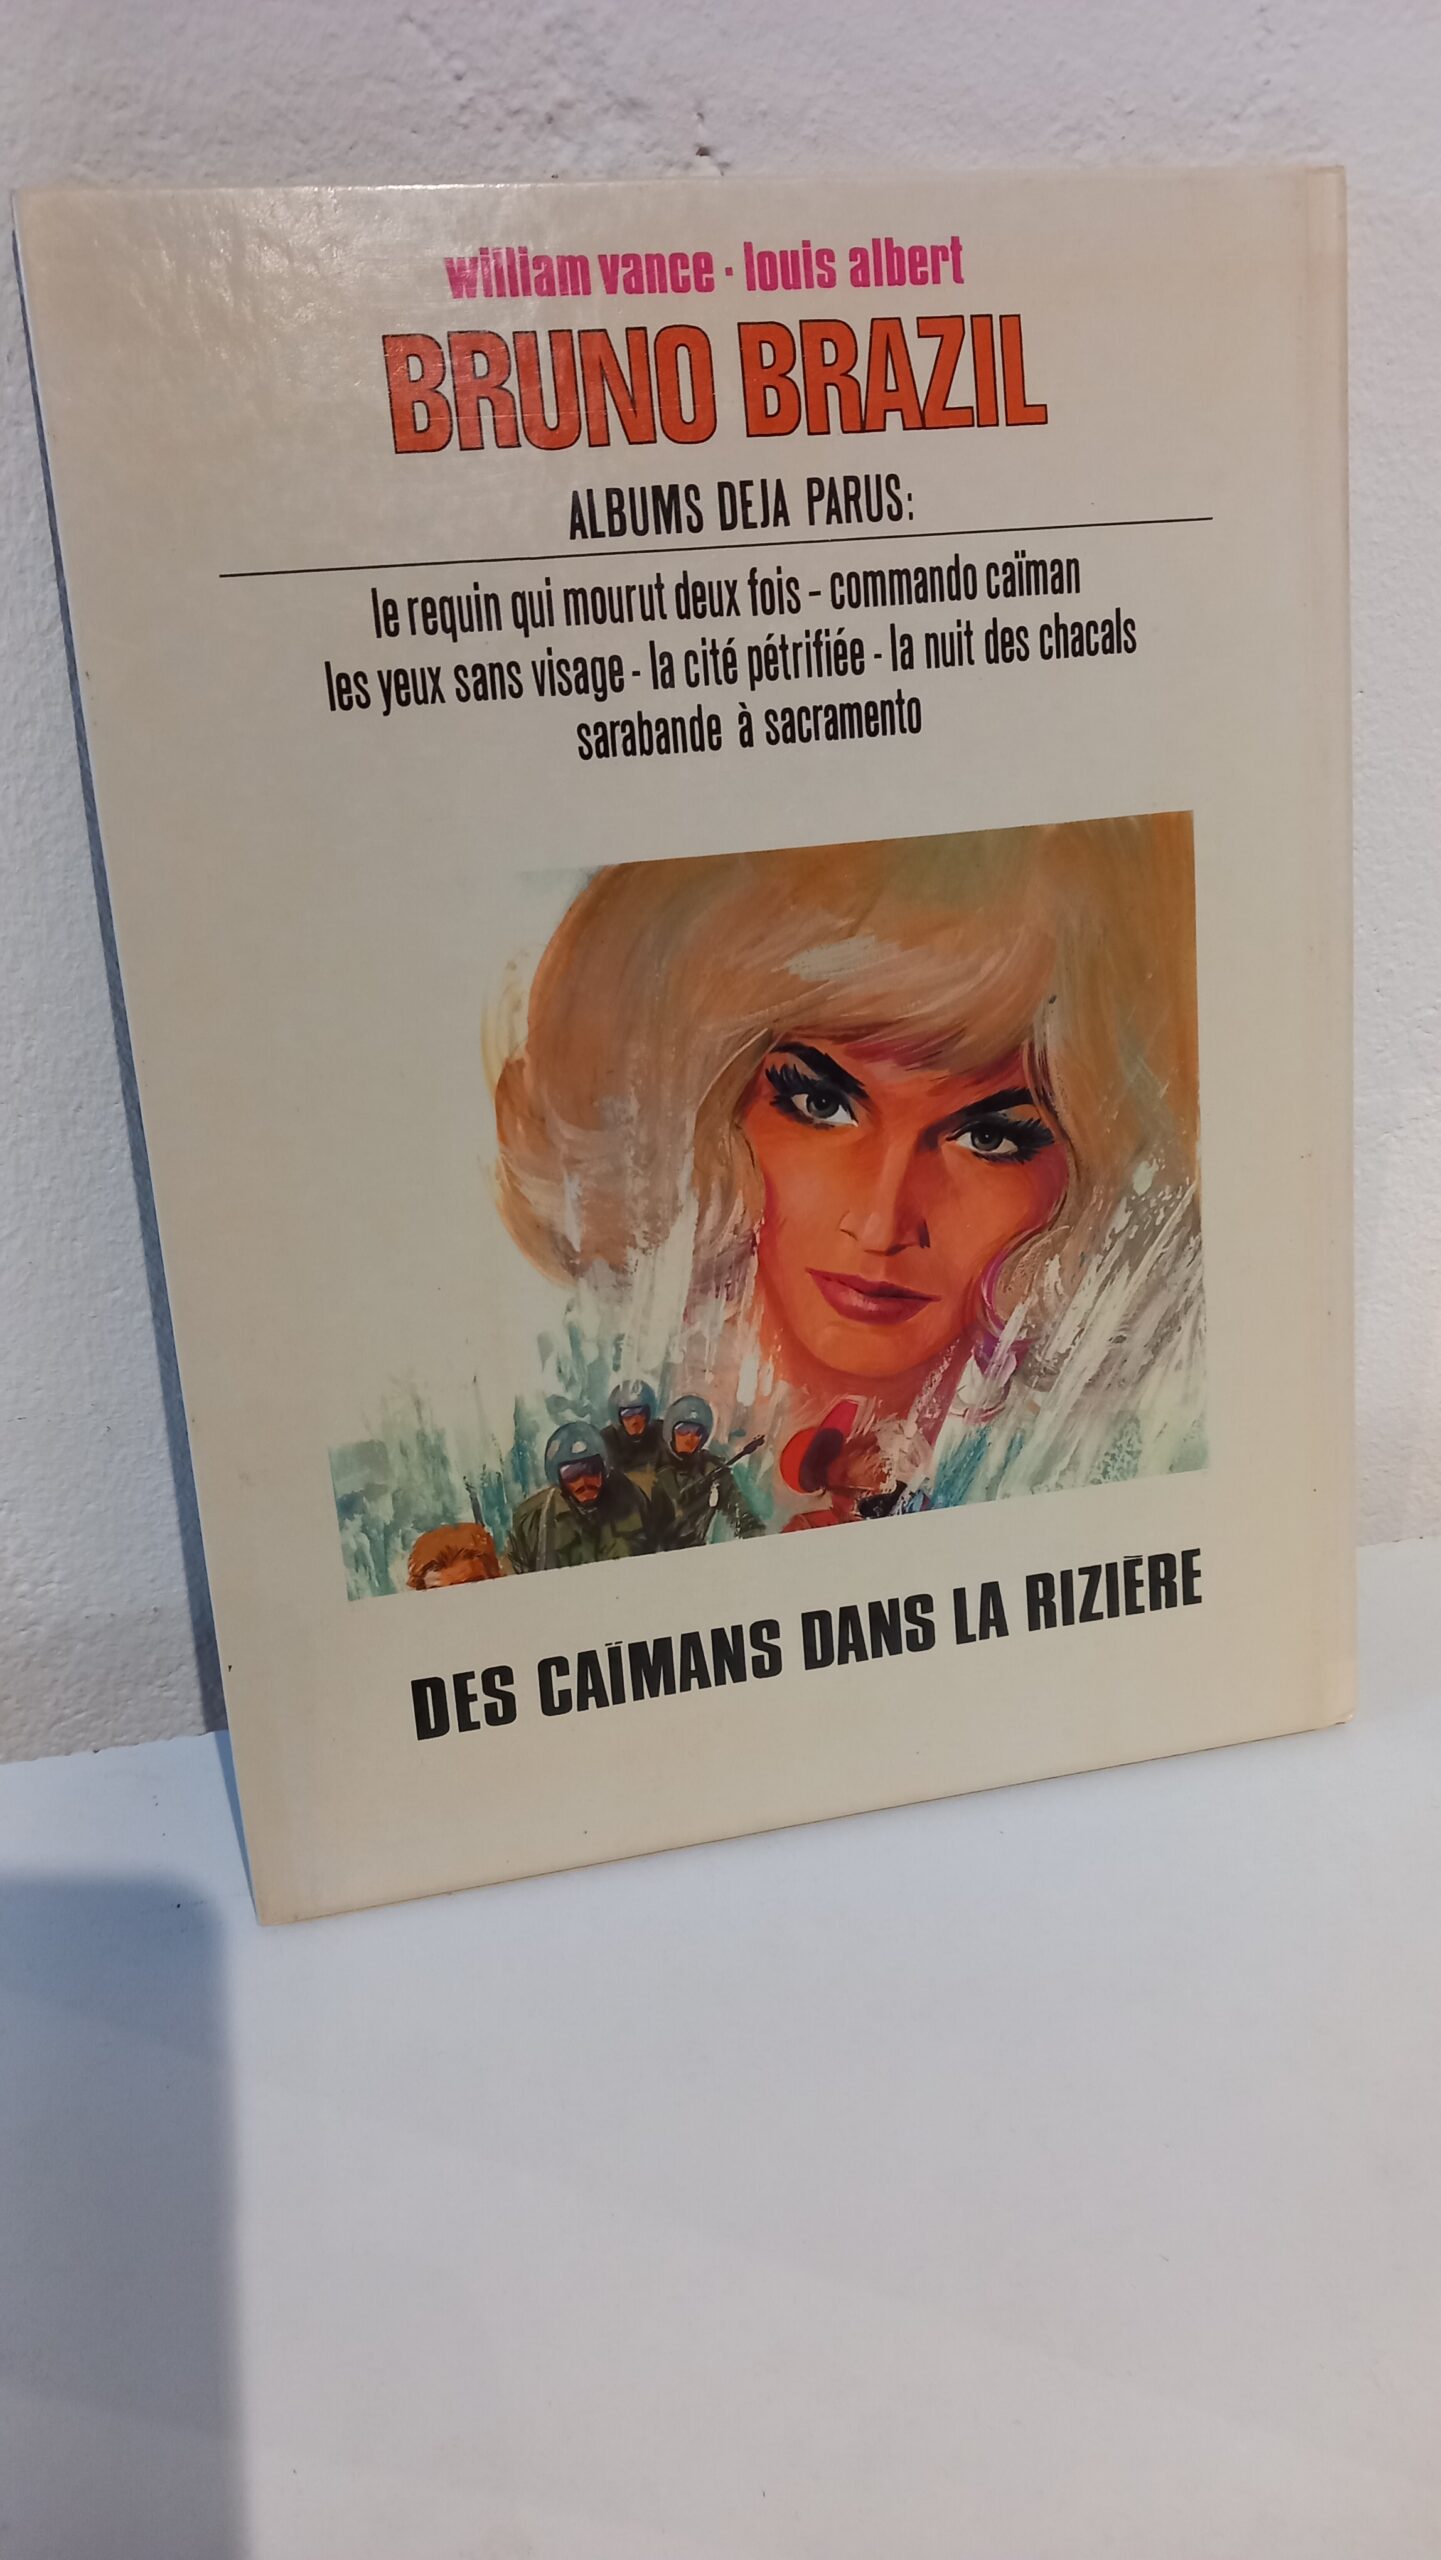 william vance · louis albert
BRUNO BRAZIL
ALBUMS DEJA PARUS:
le requin qui mourut deux fois - commando caïman
les yeux sans visage - la cité pétrifiée - la nuit des chacals
sarabande à sacramento
DES CAÏMANS DANS LA RIZIÈRE